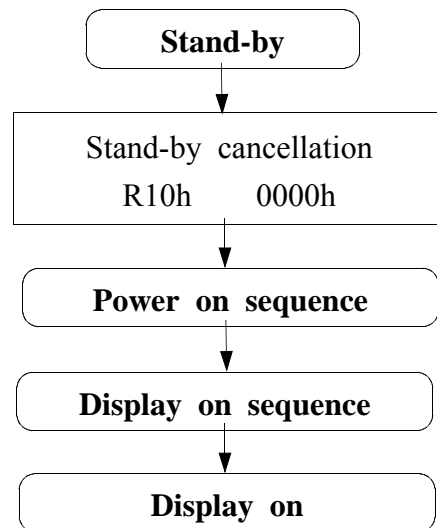 Stand-by
Stand-by cancellation
R10h 0000h
Power on sequence
Display on sequence
Display on